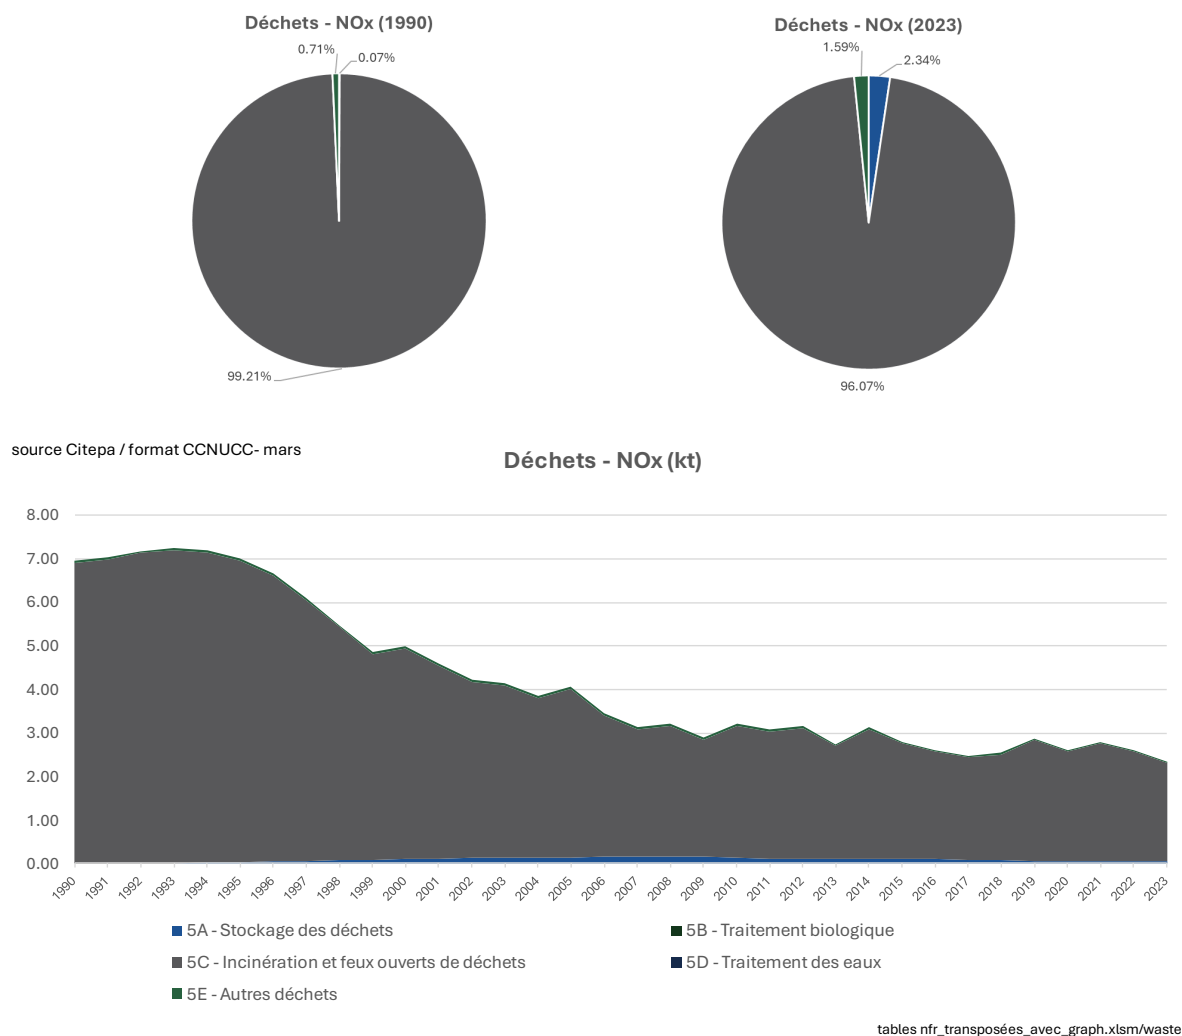 Déchets - NOx (1990)
0.71%
0.07%
99.21%
Déchets - NOx (2023)
1.59%
2.34%
96.07%
source Citepa / format CCNUCC- mars
Déchets - NOx (kt)
8.00
7.00
6.00
5.00
4.00
3.00
2.00
1.00
0.00
1990 1991 1992 1993 1994 1995 1996 1997 1998 1999 2000 2001 2002 2003 2004 2005 2006 2007 2008 2009 2010 2011 2012 2013 2014 2015 2016 2017 2018 2019 2020 2021 2022 2023
5A - Stockage des déchets
5B - Traitement biologique
5C - Incinération et feux ouverts de déchets
5D - Traitement des eaux
5E - Autres déchets
tables nfr_transposées_avec_graph.xlsm/waste